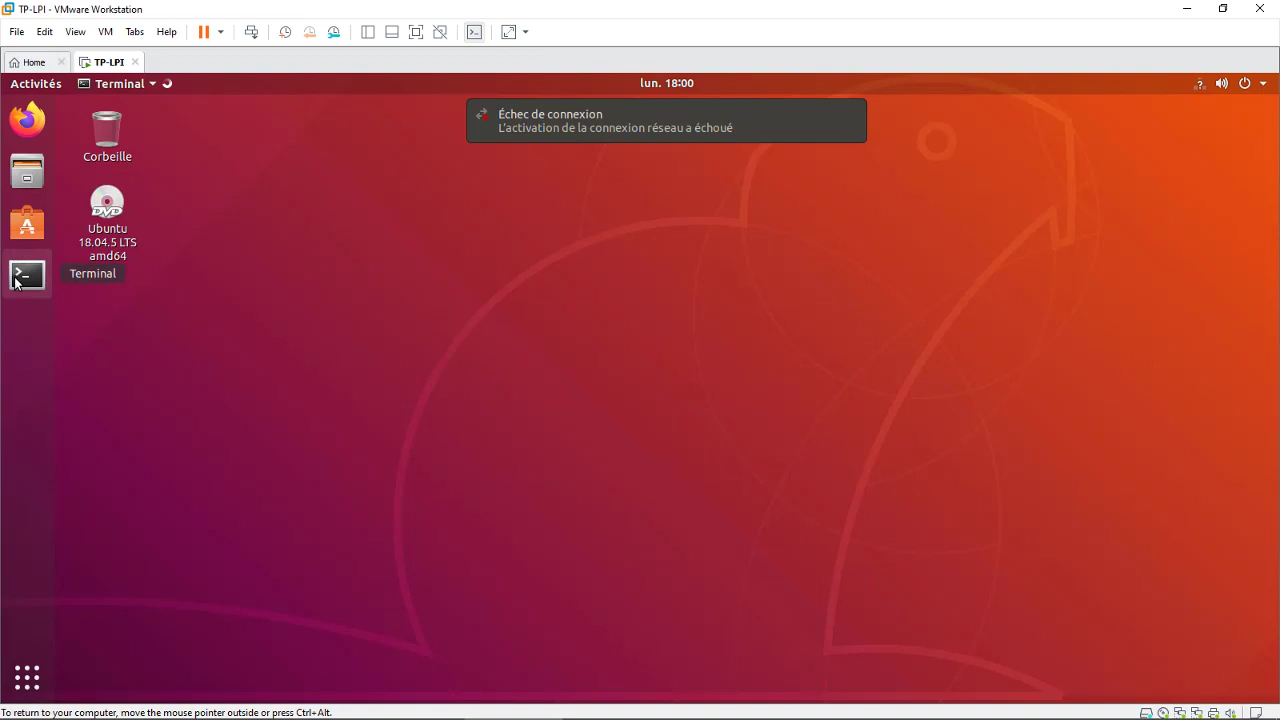 TP-LPI - VMware Workstation
File Edit View VM Tabs Help
Home TP-LPI
Activités Terminal lun. 18:00
Échec de connexion
L'activation de la connexion réseau a échoué
Corbeille
DVD
Ubuntu
18.04.5 LTS
amd64
Terminal
To return to your computer, move the mouse pointer outside or press Ctrl+Alt.